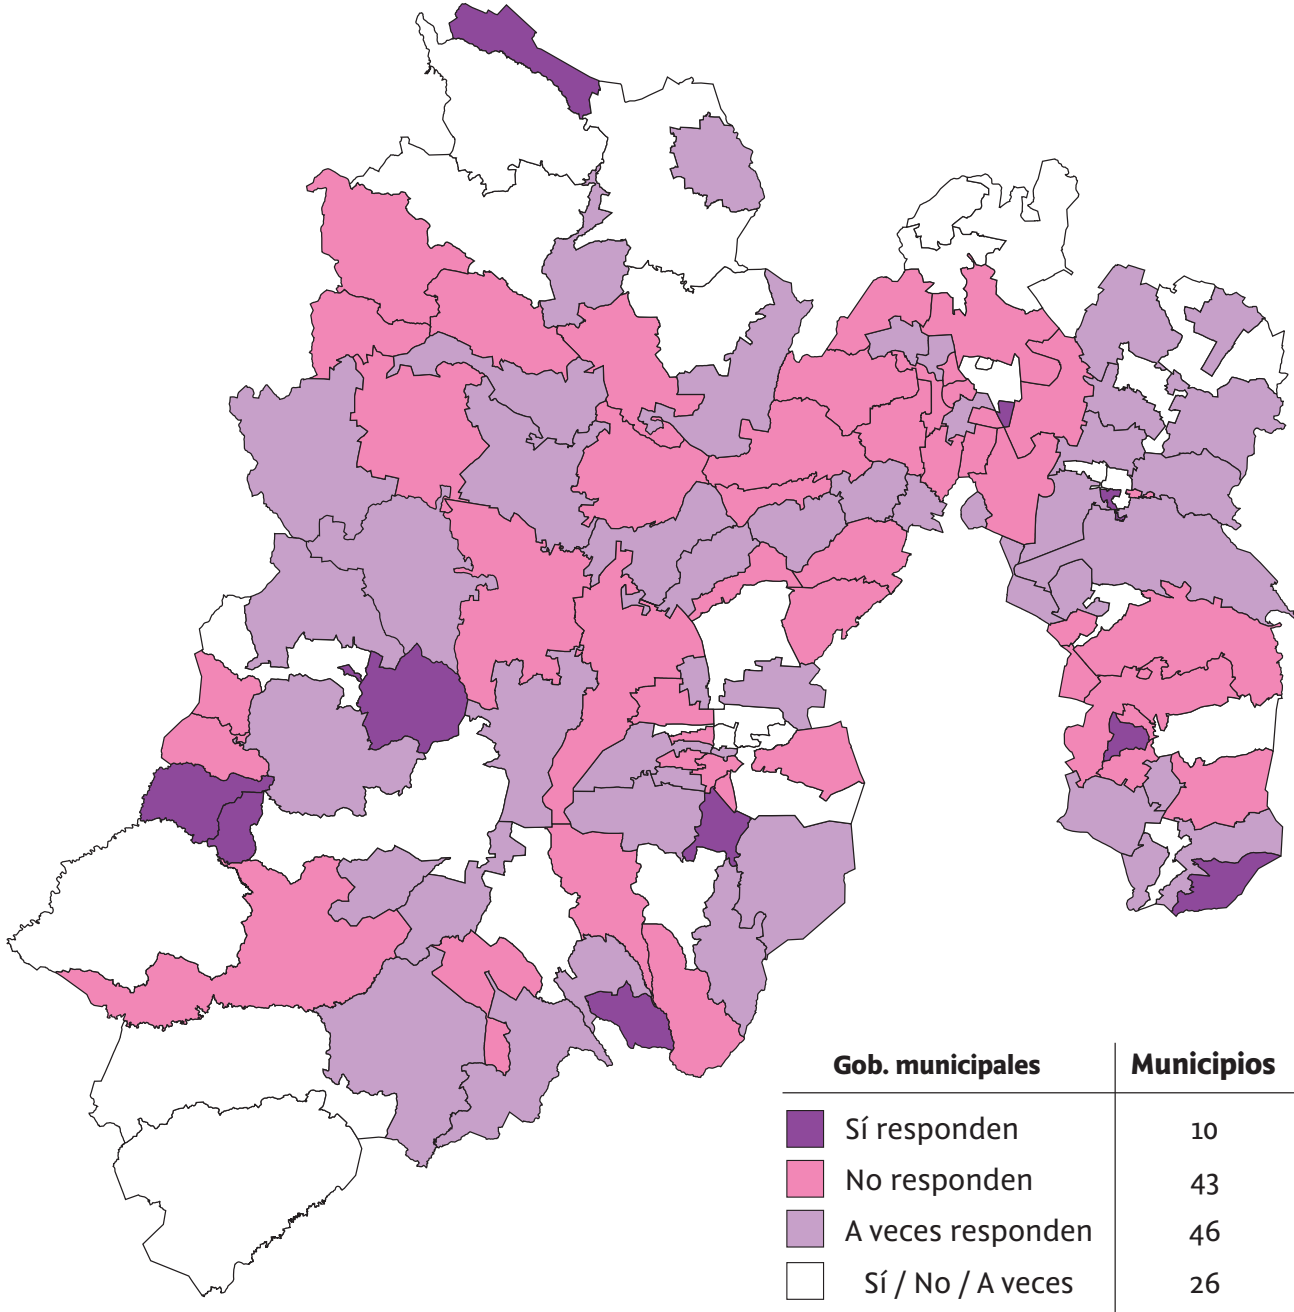 Gob. municipales Municipios
Sí responden 10
No responden 43
A veces responden 46
Sí / No / A veces 26